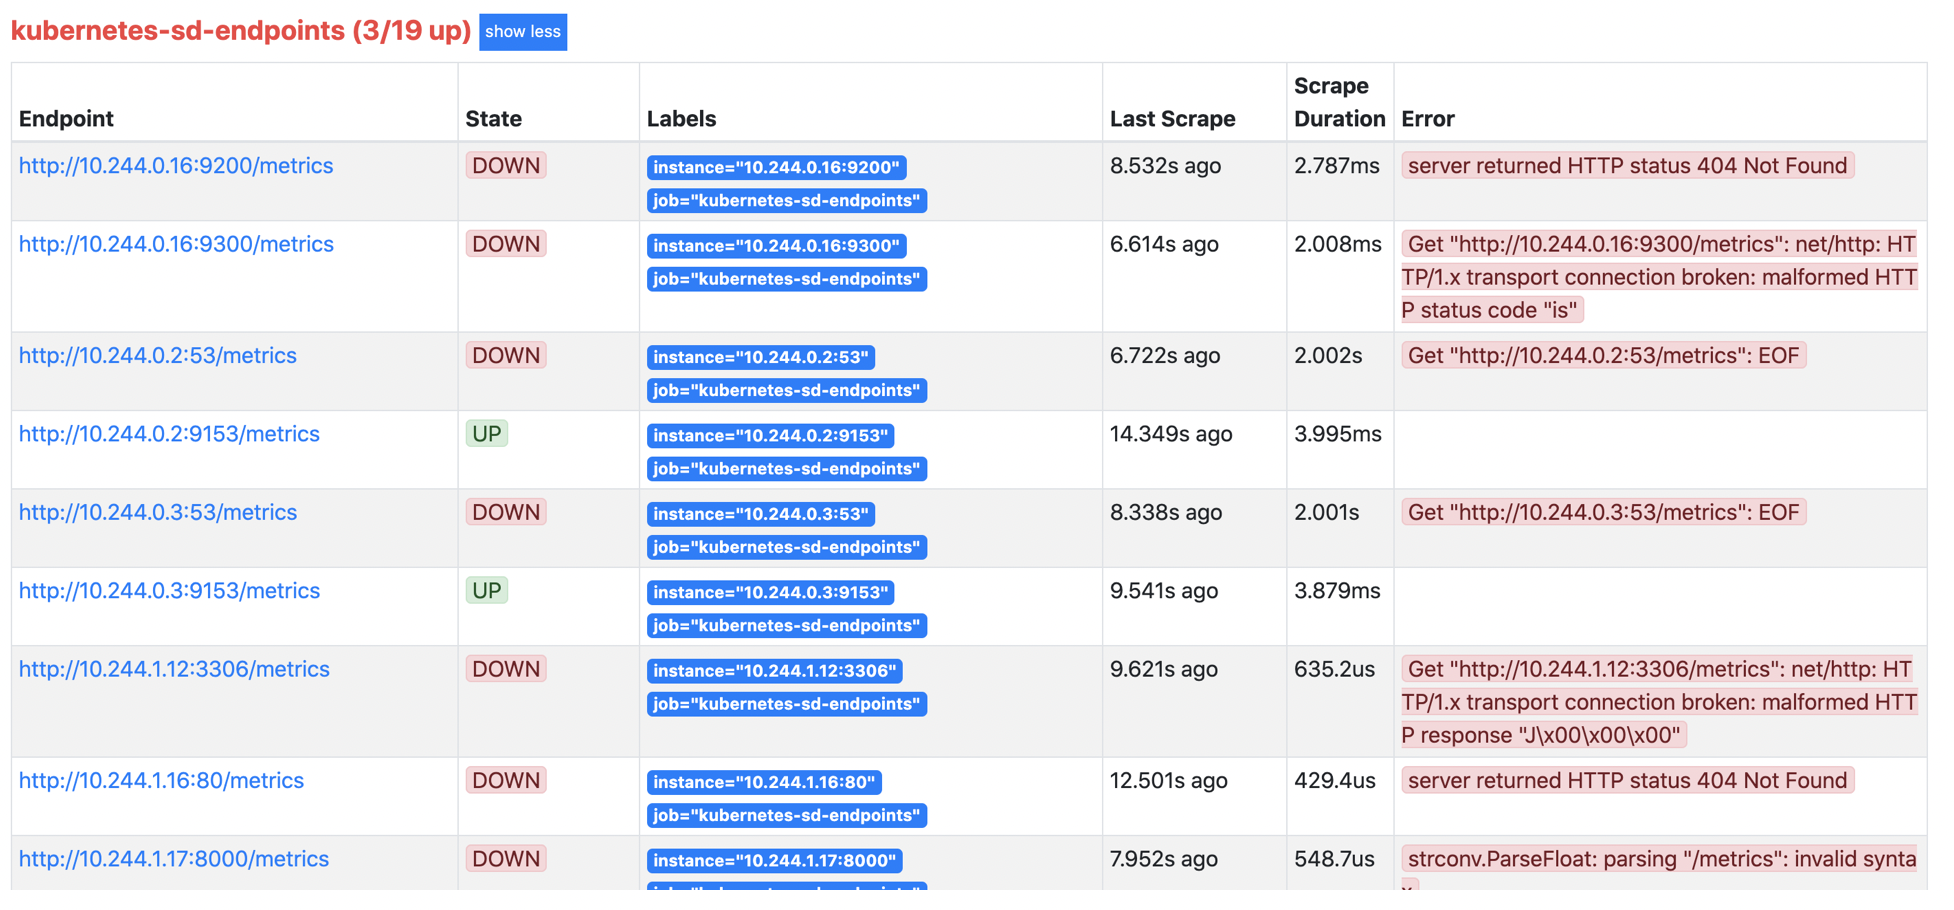 kubernetes-sd-endpoints (3/19 up) show less
Endpoint State Labels Last Scrape Scrape Duration Error
http://10.244.0.16:9200/metrics DOWN instance="10.244.0.16:9200" 8.532s ago 2.787ms server returned HTTP status 404 Not Found
job="kubernetes-sd-endpoints"
http://10.244.0.16:9300/metrics DOWN instance="10.244.0.16:9300" 6.614s ago 2.008ms Get "http://10.244.0.16:9300/metrics": net/http: HT
job="kubernetes-sd-endpoints" TP/1.x transport connection broken: malformed HTT
P status code "is"
http://10.244.0.2:53/metrics DOWN instance="10.244.0.2:53" 6.722s ago 2.002s Get "http://10.244.0.2:53/metrics": EOF
job="kubernetes-sd-endpoints"
http://10.244.0.2:9153/metrics UP instance="10.244.0.2:9153" 14.349s ago 3.995ms
job="kubernetes-sd-endpoints"
http://10.244.0.3:53/metrics DOWN instance="10.244.0.3:53" 8.338s ago 2.001s Get "http://10.244.0.3:53/metrics": EOF
job="kubernetes-sd-endpoints"
http://10.244.0.3:9153/metrics UP instance="10.244.0.3:9153" 9.541s ago 3.879ms
job="kubernetes-sd-endpoints"
http://10.244.1.12:3306/metrics DOWN instance="10.244.1.12:3306" 9.621s ago 635.2us Get "http://10.244.1.12:3306/metrics": net/http: HT
job="kubernetes-sd-endpoints" TP/1.x transport connection broken: malformed HTT
P response "J\x00\x00\x00"
http://10.244.1.16:80/metrics DOWN instance="10.244.1.16:80" 12.501s ago 429.4us server returned HTTP status 404 Not Found
job="kubernetes-sd-endpoints"
http://10.244.1.17:8000/metrics DOWN instance="10.244.1.17:8000" 7.952s ago 548.7us strconv.ParseFloat: parsing "/metrics": invalid synta